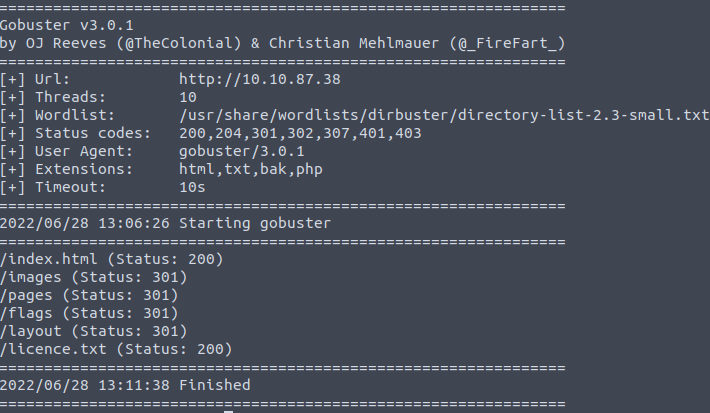 ===============================================================
Gobuster v3.0.1
by OJ Reeves (@TheColonial) & Christian Mehlmauer (@_FireFart_)
===============================================================
[+] Url:            http://10.10.87.38
[+] Threads:        10
[+] Wordlist:       /usr/share/wordlists/dirbuster/directory-list-2.3-small.txt
[+] Status codes:   200,204,301,302,307,401,403
[+] User Agent:     gobuster/3.0.1
[+] Extensions:     html,txt,bak,php
[+] Timeout:        10s
===============================================================
2022/06/28 13:06:26 Starting gobuster
===============================================================
/index.html (Status: 200)
/images (Status: 301)
/pages (Status: 301)
/flags (Status: 301)
/layout (Status: 301)
/licence.txt (Status: 200)
===============================================================
2022/06/28 13:11:38 Finished
===============================================================